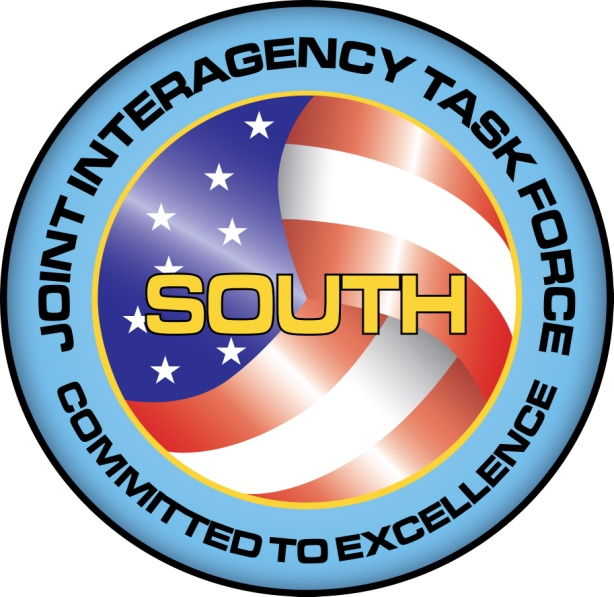 JOINT INTERAGENCY TASK FORCE
SOUTH
COMMITTED TO EXCELLENCE